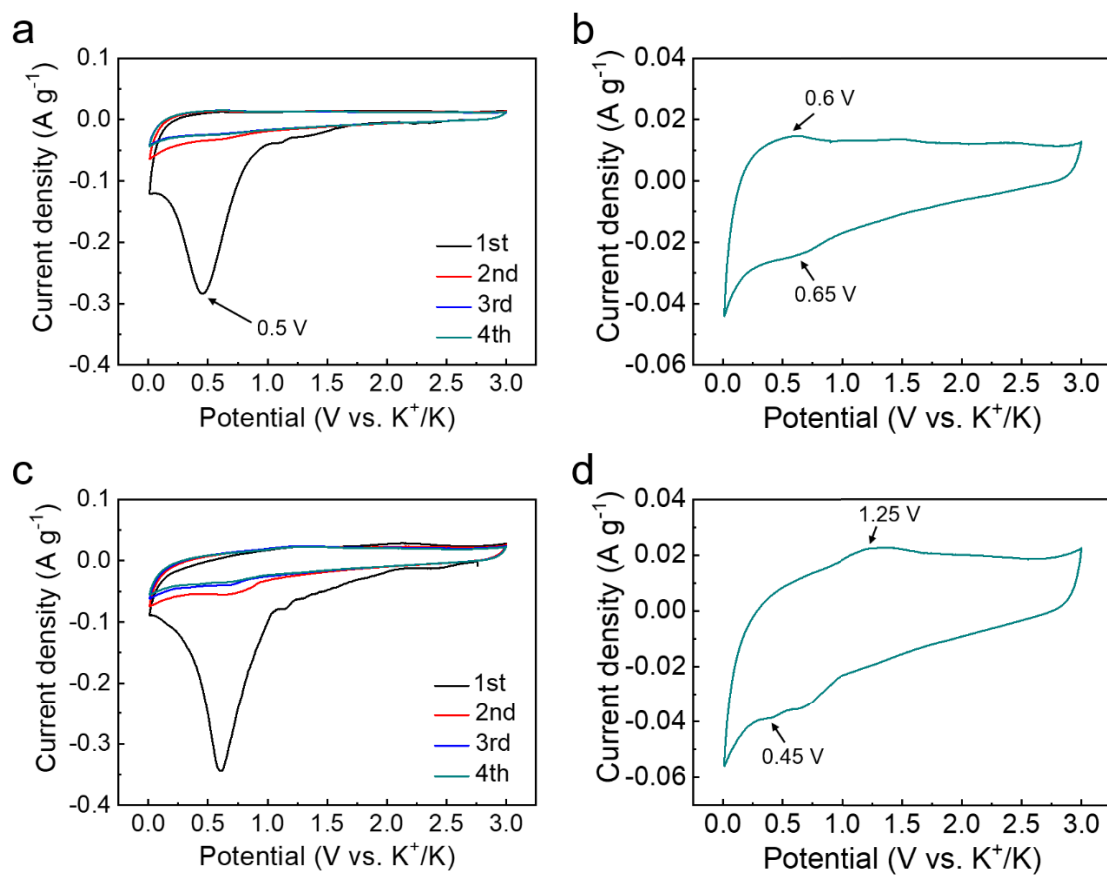 a
0.1
0.0
-0.1
-0.2
-0.3
-0.4
Current density (A g⁻¹)
0.5 V
1st
2nd
3rd
4th
0.0 0.5 1.0 1.5 2.0 2.5 3.0
Potential (V vs. K⁺/K)
b
0.04
0.02
0.00
-0.02
-0.04
-0.06
Current density (A g⁻¹)
0.6 V
0.65 V
0.0 0.5 1.0 1.5 2.0 2.5 3.0
Potential (V vs. K⁺/K)
c
0.1
0.0
-0.1
-0.2
-0.3
-0.4
Current density (A g⁻¹)
1st
2nd
3rd
4th
0.0 0.5 1.0 1.5 2.0 2.5 3.0
Potential (V vs. K⁺/K)
d
0.04
0.02
0.00
-0.02
-0.04
-0.06
Current density (A g⁻¹)
1.25 V
0.45 V
0.0 0.5 1.0 1.5 2.0 2.5 3.0
Potential (V vs. K⁺/K)